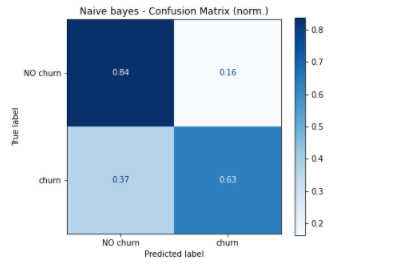 Naive bayes - Confusion Matrix (norm.)
NO churn
0.84
0.16
True label
churn
0.37
0.63
NO churn
churn
Predicted label
0.8
0.7
0.6
0.5
0.4
0.3
0.2